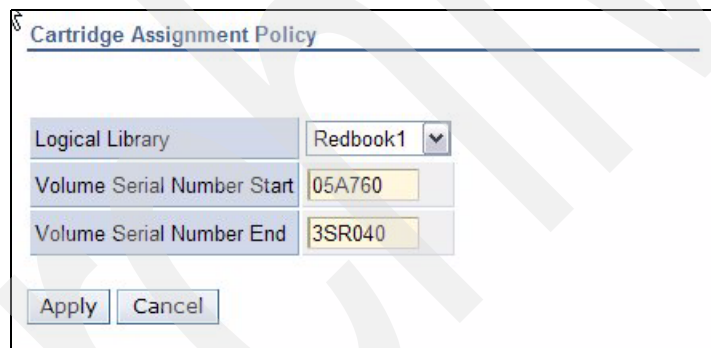 Cartridge Assignment Policy
Logical Library Redbook1
Volume Serial Number Start 05A760
Volume Serial Number End 3SR040
Apply Cancel